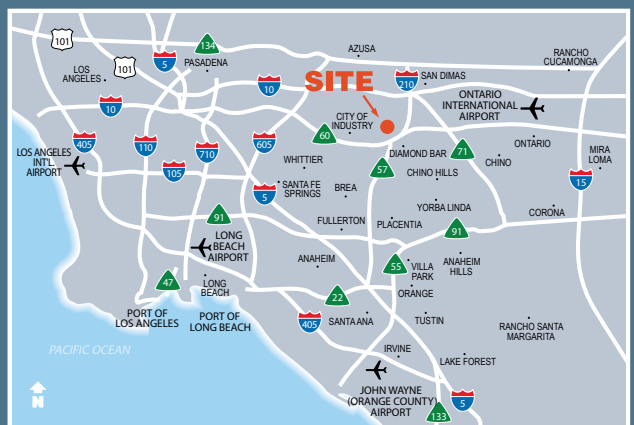 101
134
5
PASADENA
101
LOS
ANGELES
AZUSA
RANCHO
CUCAMONGA
SITE
210
SAN DIMAS
10
10
ONTARIO
INTERNATIONAL
AIRPORT
CITY OF
INDUSTRY
60
405
110
710
605
105
LOS ANGELES
INT'L
AIRPORT
WHITTIER
DIAMOND BAR
71
57
CHINO HILLS
CHINO
ONTARIO
MIRA
LOMA
15
SANTA FE
SPRINGS
5
BREA
YORBA LINDA
CORONA
91
FULLERTON
PLACENTIA
91
LONG
BEACH
AIRPORT
ANAHEIM
55
VILLA
PARK
ANAHEIM
HILLS
47
LONG
BEACH
22
ORANGE
PORT OF
LOS ANGELES
PORT OF
LONG BEACH
405
SANTA ANA
TUSTIN
RANCHO SANTA
MARGARITA
PACIFIC OCEAN
IRVINE
LAKE FOREST
JOHN WAYNE
(ORANGE COUNTY)
AIRPORT
133
5
N